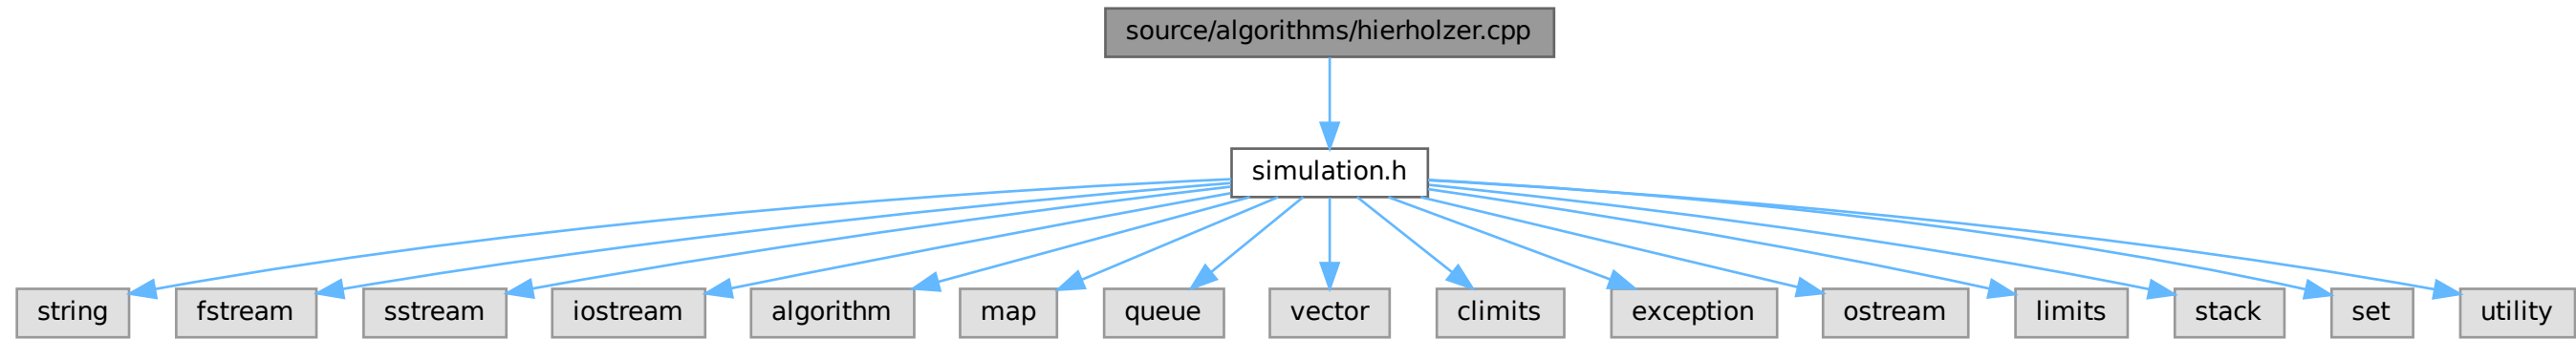 source/algorithms/hierholzer.cpp
simulation.h
string
fstream
sstream
iostream
algorithm
map
queue
vector
climits
exception
ostream
limits
stack
set
utility